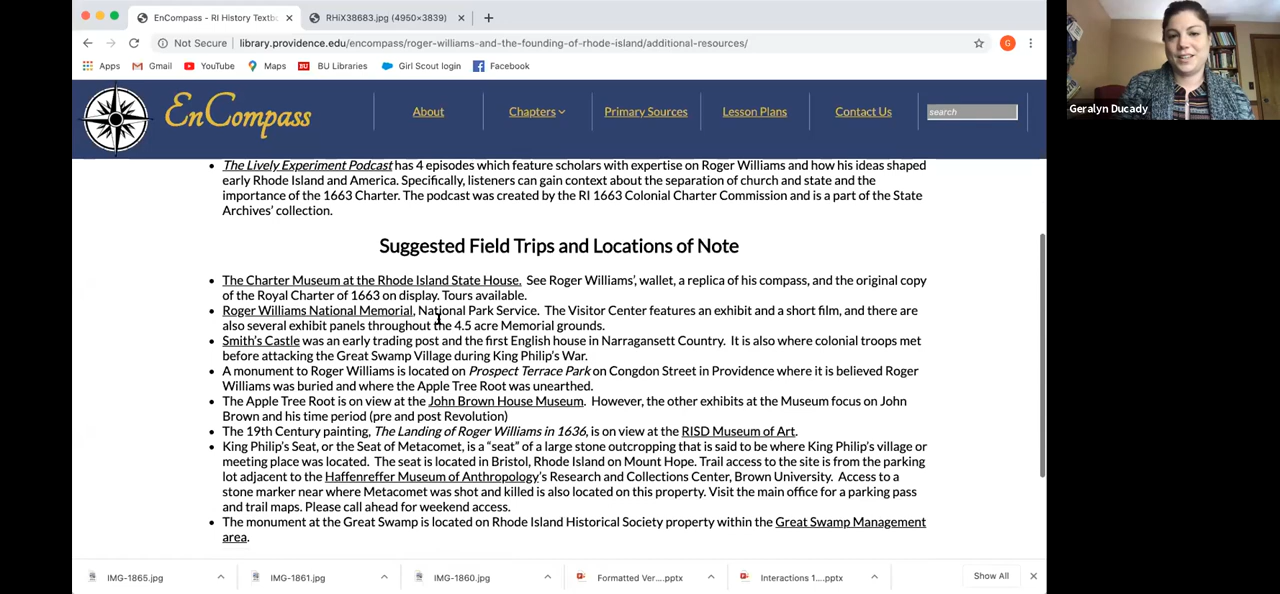 EnCompass - RI History Textbo
RHiX38683.jpg (4950×3839)
Not Secure | library.providence.edu/encompass/roger-williams-and-the-founding-of-rhode-island/additional-resources/
G
Apps Gmail YouTube Maps BU BU Libraries Girl Scout login Facebook
EnCompass
About Chapters Primary Sources Lesson Plans Contact Us search
Geralyn Ducady
• The Lively Experiment Podcast has 4 episodes which feature scholars with expertise on Roger Williams and how his ideas shaped
early Rhode Island and America. Specifically, listeners can gain context about the separation of church and state and the
importance of the 1663 Charter. The podcast was created by the RI 1663 Colonial Charter Commission and is a part of the State
Archives' collection.
Suggested Field Trips and Locations of Note
• The Charter Museum at the Rhode Island State House. See Roger Williams', wallet, a replica of his compass, and the original copy
of the Royal Charter of 1663 on display. Tours available.
• Roger Williams National Memorial, National Park Service. The Visitor Center features an exhibit and a short film, and there are
also several exhibit panels throughout the 4.5 acre Memorial grounds.
• Smith's Castle was an early trading post and the first English house in Narragansett Country. It is also where colonial troops met
before attacking the Great Swamp Village during King Philip's War.
• A monument to Roger Williams is located on Prospect Terrace Park on Congdon Street in Providence where it is believed Roger
Williams was buried and where the Apple Tree Root was unearthed.
• The Apple Tree Root is on view at the John Brown House Museum. However, the other exhibits at the Museum focus on John
Brown and his time period (pre and post Revolution)
• The 19th Century painting, The Landing of Roger Williams in 1636, is on view at the RISD Museum of Art.
• King Philip's Seat, or the Seat of Metacomet, is a "seat" of a large stone outcropping that is said to be where King Philip's village or
meeting place was located. The seat is located in Bristol, Rhode Island on Mount Hope. Trail access to the site is from the parking
lot adjacent to the Haffenreffer Museum of Anthropology's Research and Collections Center, Brown University. Access to a
stone marker near where Metacomet was shot and killed is also located on this property. Visit the main office for a parking pass
and trail maps. Please call ahead for weekend access.
• The monument at the Great Swamp is located on Rhode Island Historical Society property within the Great Swamp Management
area.
IMG-1865.jpg IMG-1861.jpg IMG-1860.jpg Formatted Ver....pptx Interactions 1....pptx Show All